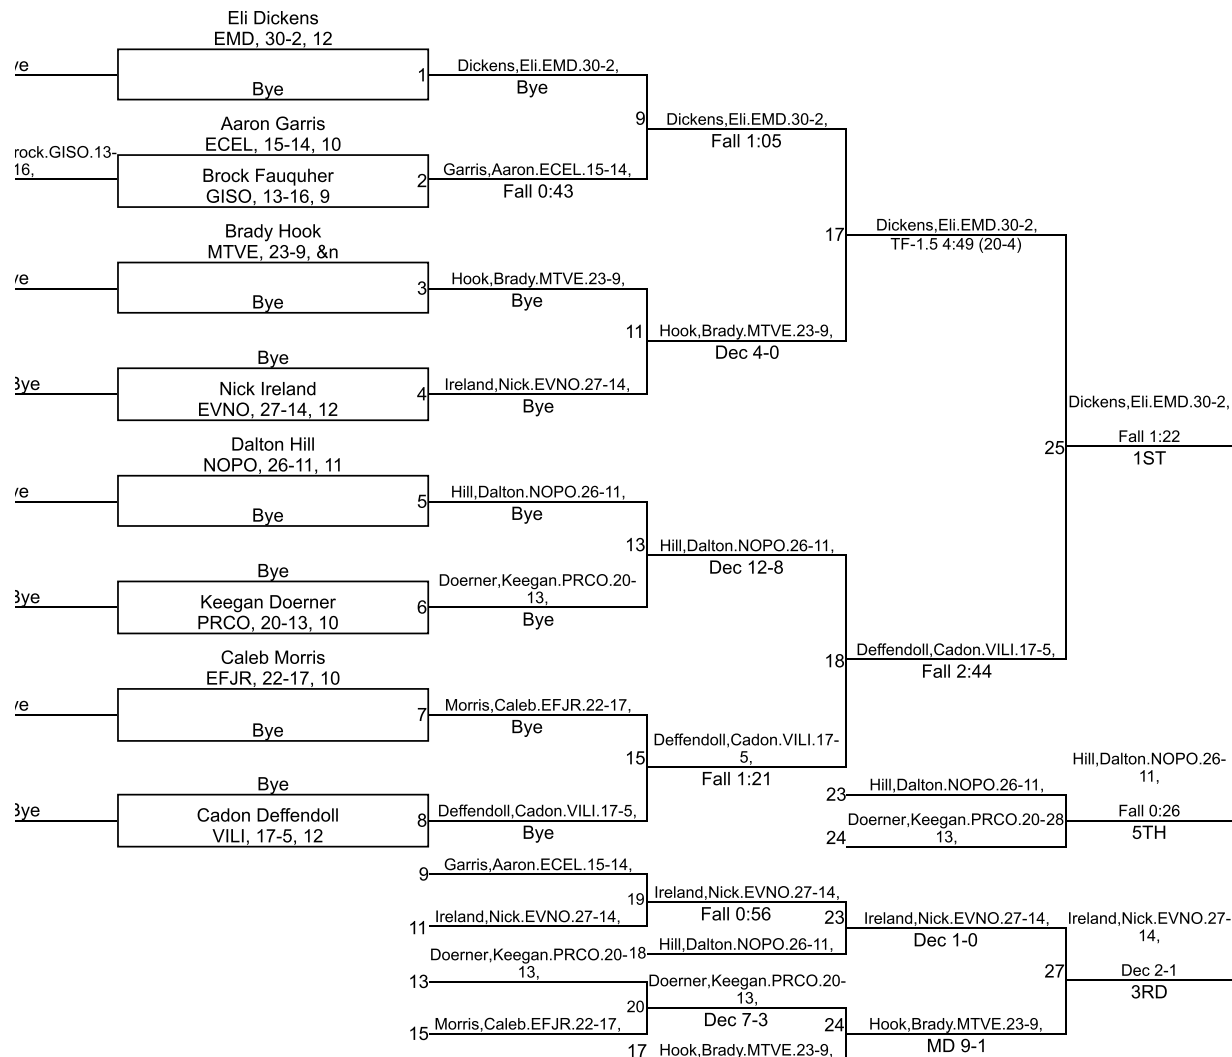 Eli Dickens
EMD, 30-2, 12
ye
Bye
1
Dickens,Eli.EMD.30-2,
Bye
9
Dickens,Eli.EMD.30-2,
Fall 1:05
Aaron Garris
ECEL, 15-14, 10
rock.GISO.13-
16,
Brock Fauquher
GISO, 13-16, 9
2
Garris,Aaron.ECEL.15-14,
Fall 0:43
17
Dickens,Eli.EMD.30-2,
TF-1.5 4:49 (20-4)
Brady Hook
MTVE, 23-9, &n
ye
Bye
3
Hook,Brady.MTVE.23-9,
Bye
11
Hook,Brady.MTVE.23-9,
Dec 4-0
Bye
Bye
Nick Ireland
EVNO, 27-14, 12
4
Ireland,Nick.EVNO.27-14,
Bye
Dickens,Eli.EMD.30-2,
25
Fall 1:22
1ST
Dalton Hill
NOPO, 26-11, 11
ye
Bye
5
Hill,Dalton.NOPO.26-11,
Bye
13
Hill,Dalton.NOPO.26-11,
Dec 12-8
Bye
Bye
Keegan Doerner
PRCO, 20-13, 10
6
Doerner,Keegan.PRCO.20-
13,
Bye
18
Deffendoll,Cadon.VILI.17-5,
Fall 2:44
Caleb Morris
EFJR, 22-17, 10
ye
Bye
7
Morris,Caleb.EFJR.22-17,
Bye
15
Deffendoll,Cadon.VILI.17-
5,
Fall 1:21
Bye
Bye
Cadon Deffendoll
VILI, 17-5, 12
8
Deffendoll,Cadon.VILI.17-5,
Bye
23
Hill,Dalton.NOPO.26-11,
24
Doerner,Keegan.PRCO.20-28
13,
Hill,Dalton.NOPO.26-
11,
Fall 0:26
5TH
9
Garris,Aaron.ECEL.15-14,
11
Ireland,Nick.EVNO.27-14,
19
Ireland,Nick.EVNO.27-14,
Fall 0:56
18
Hill,Dalton.NOPO.26-11,
23
Ireland,Nick.EVNO.27-14,
Dec 1-0
Ireland,Nick.EVNO.27-
14,
27
Dec 2-1
3RD
Doerner,Keegan.PRCO.20-
13,
13
15
Morris,Caleb.EFJR.22-17,
20
Doerner,Keegan.PRCO.20-
13,
Dec 7-3
17
Hook,Brady.MTVE.23-9,
24
Hook,Brady.MTVE.23-9,
MD 9-1